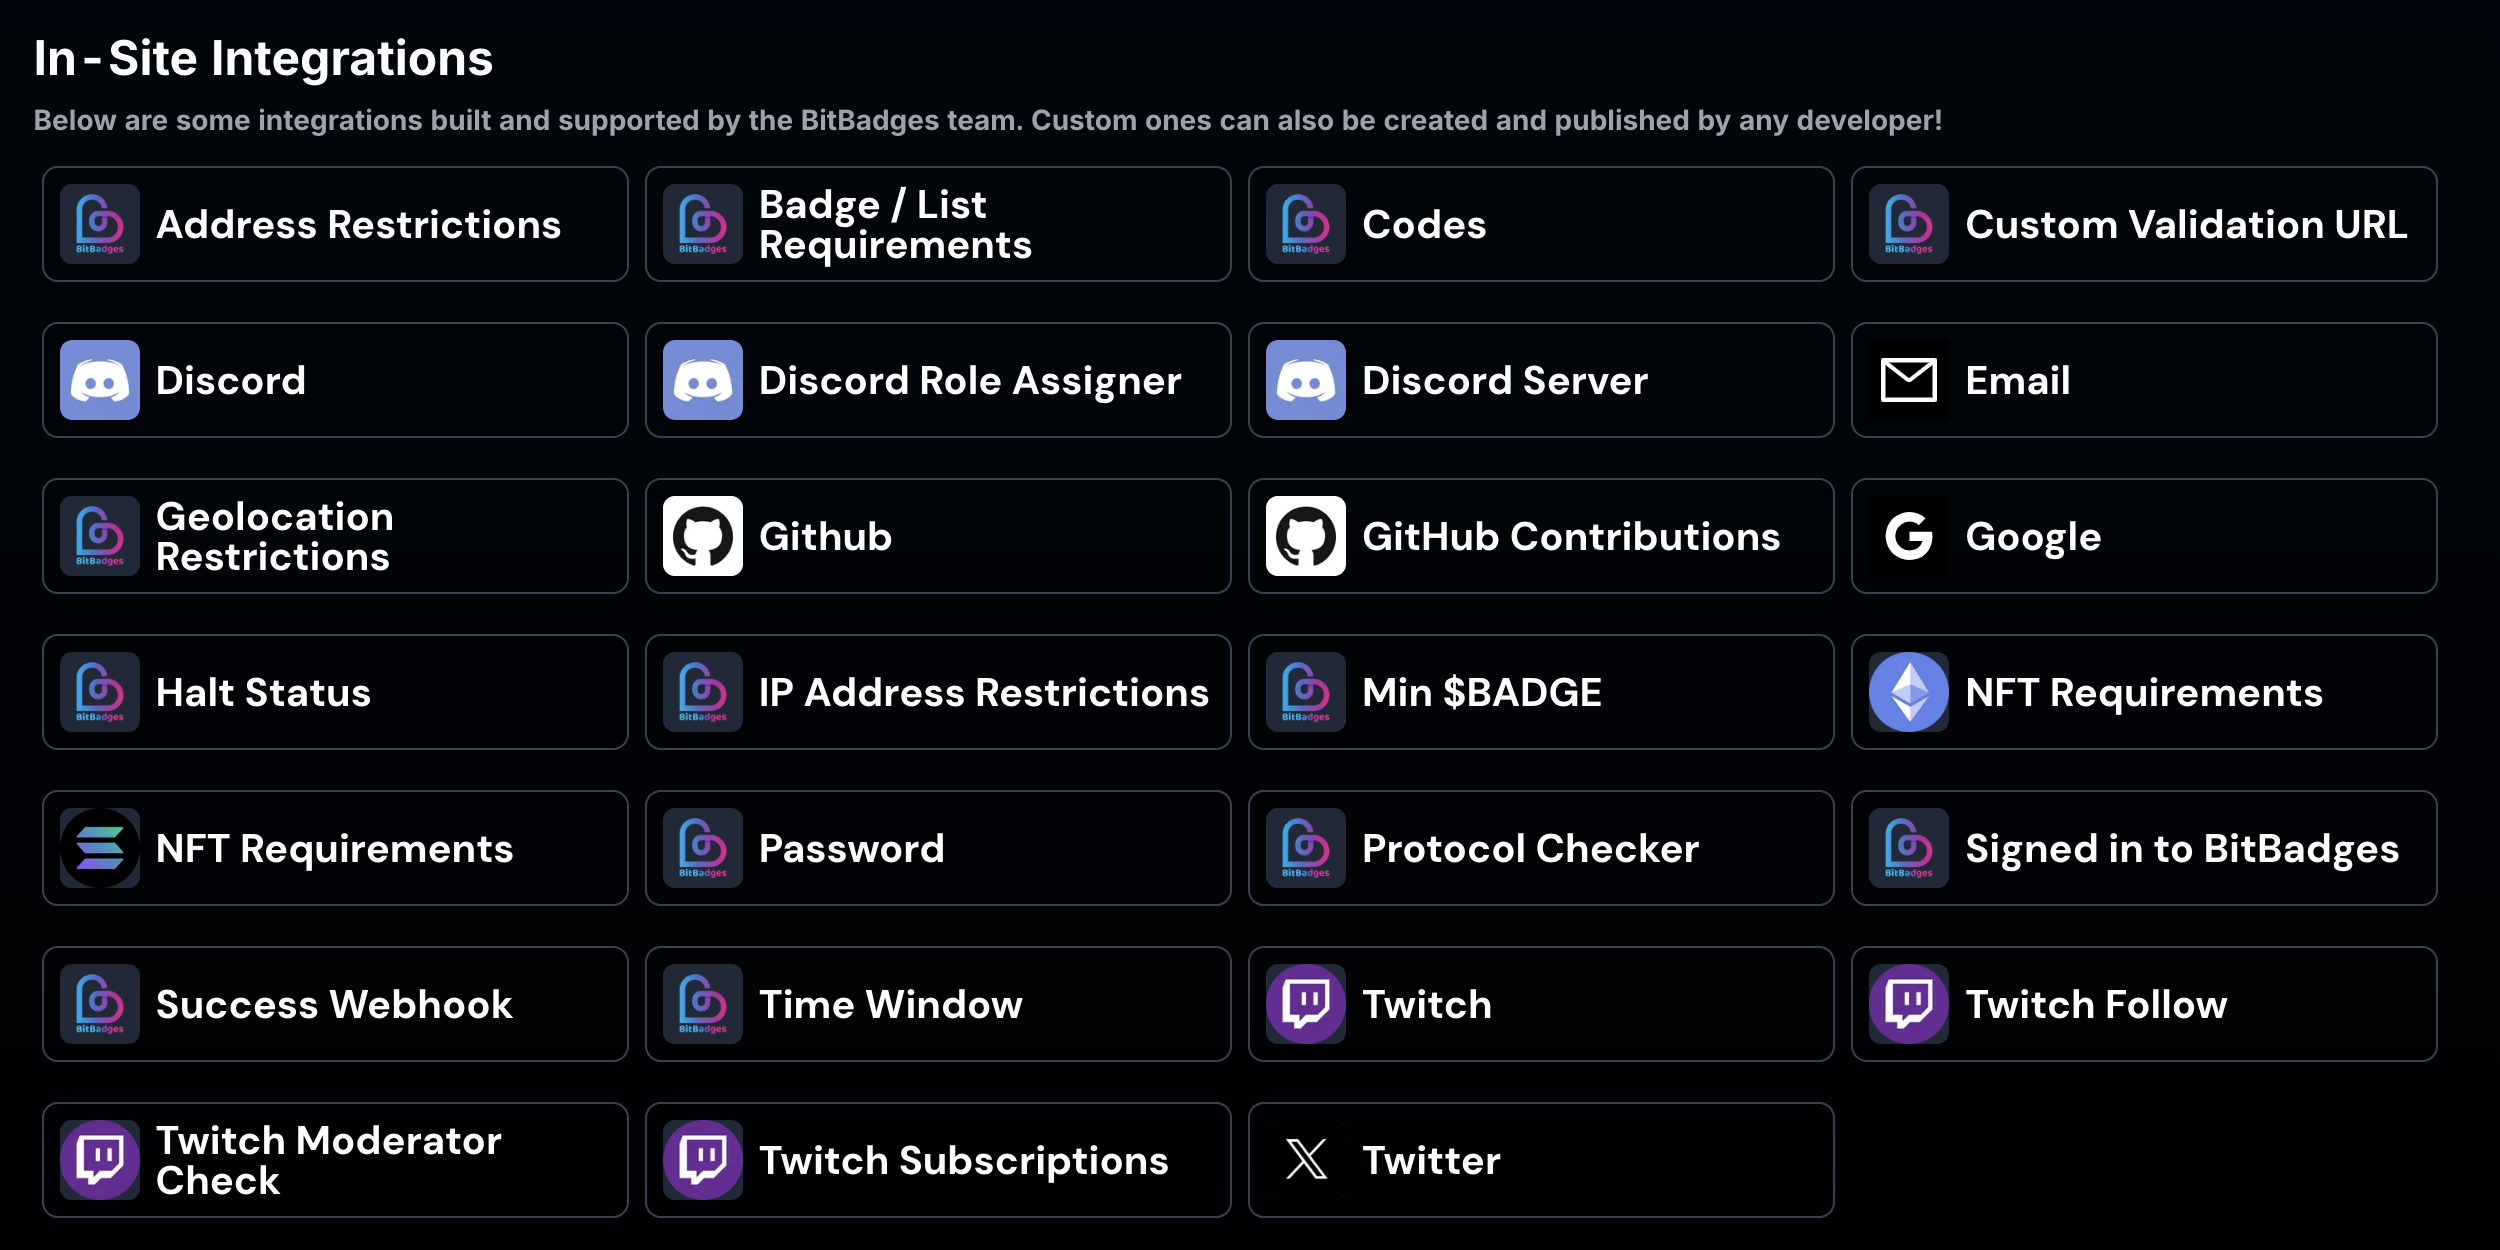 In-Site Integrations
Below are some integrations built and supported by the BitBadges team. Custom ones can also be created and published by any developer!
BitBadges
Address Restrictions
BitBadges
Badge / List
Requirements
BitBadges
Codes
BitBadges
Custom Validation URL
Discord
Discord Role Assigner
Discord Server
Email
BitBadges
Geolocation
Restrictions
Github
GitHub Contributions
Google
BitBadges
Halt Status
BitBadges
IP Address Restrictions
BitBadges
Min $BADGE
NFT Requirements
NFT Requirements
BitBadges
Password
BitBadges
Protocol Checker
BitBadges
Signed in to BitBadges
BitBadges
Success Webhook
BitBadges
Time Window
Twitch
Twitch Follow
Twitch Moderator
Check
Twitch Subscriptions
Twitter